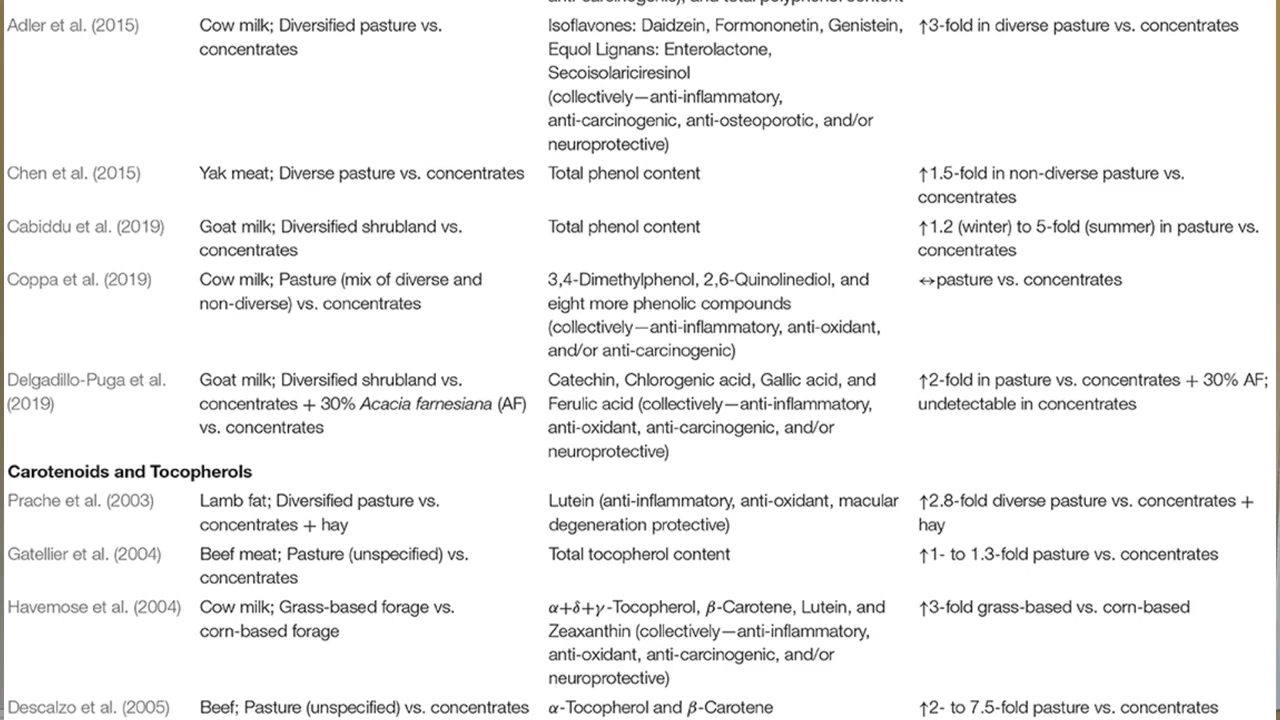 anti-carcinogenic), and total polyphenol content
Adler et al. (2015) Cow milk; Diversified pasture vs. Isoflavones: Daidzein, Formononetin, Genistein, ↑3-fold in diverse pasture vs. concentrates
concentrates Equol Lignans: Enterolactone,
Secoisolariciresinol
(collectively—anti-inflammatory,
anti-carcinogenic, anti-osteoporotic, and/or
neuroprotective)
Chen et al. (2015) Yak meat; Diverse pasture vs. concentrates Total phenol content ↑1.5-fold in non-diverse pasture vs.
concentrates
Cabiddu et al. (2019) Goat milk; Diversified shrubland vs. Total phenol content ↑1.2 (winter) to 5-fold (summer) in pasture vs.
concentrates concentrates
Coppa et al. (2019) Cow milk; Pasture (mix of diverse and 3,4-Dimethylphenol, 2,6-Quinolinediol, and ↔pasture vs. concentrates
non-diverse) vs. concentrates eight more phenolic compounds
(collectively—anti-inflammatory, anti-oxidant,
and/or anti-carcinogenic)
Delgadillo-Puga et al. Goat milk; Diversified shrubland vs. Catechin, Chlorogenic acid, Gallic acid, and ↑2-fold in pasture vs. concentrates + 30% AF;
(2019) concentrates + 30% Acacia farnesiana (AF) Ferulic acid (collectively—anti-inflammatory, undetectable in concentrates
vs. concentrates anti-oxidant, anti-carcinogenic, and/or
neuroprotective)
Carotenoids and Tocopherols
Prache et al. (2003) Lamb fat; Diversified pasture vs. Lutein (anti-inflammatory, anti-oxidant, macular ↑2.8-fold diverse pasture vs. concentrates +
concentrates + hay degeneration protective) hay
Gatellier et al. (2004) Beef meat; Pasture (unspecified) vs. Total tocopherol content ↑1- to 1.3-fold pasture vs. concentrates
concentrates
Havemose et al. (2004) Cow milk; Grass-based forage vs. α+δ+γ-Tocopherol, β-Carotene, Lutein, and ↑3-fold grass-based vs. corn-based
corn-based forage Zeaxanthin (collectively—anti-inflammatory,
anti-oxidant, anti-carcinogenic, and/or
neuroprotective)
Descalzo et al. (2005) Beef; Pasture (unspecified) vs. concentrates α-Tocopherol and β-Carotene ↑2- to 7.5-fold pasture vs. concentrates